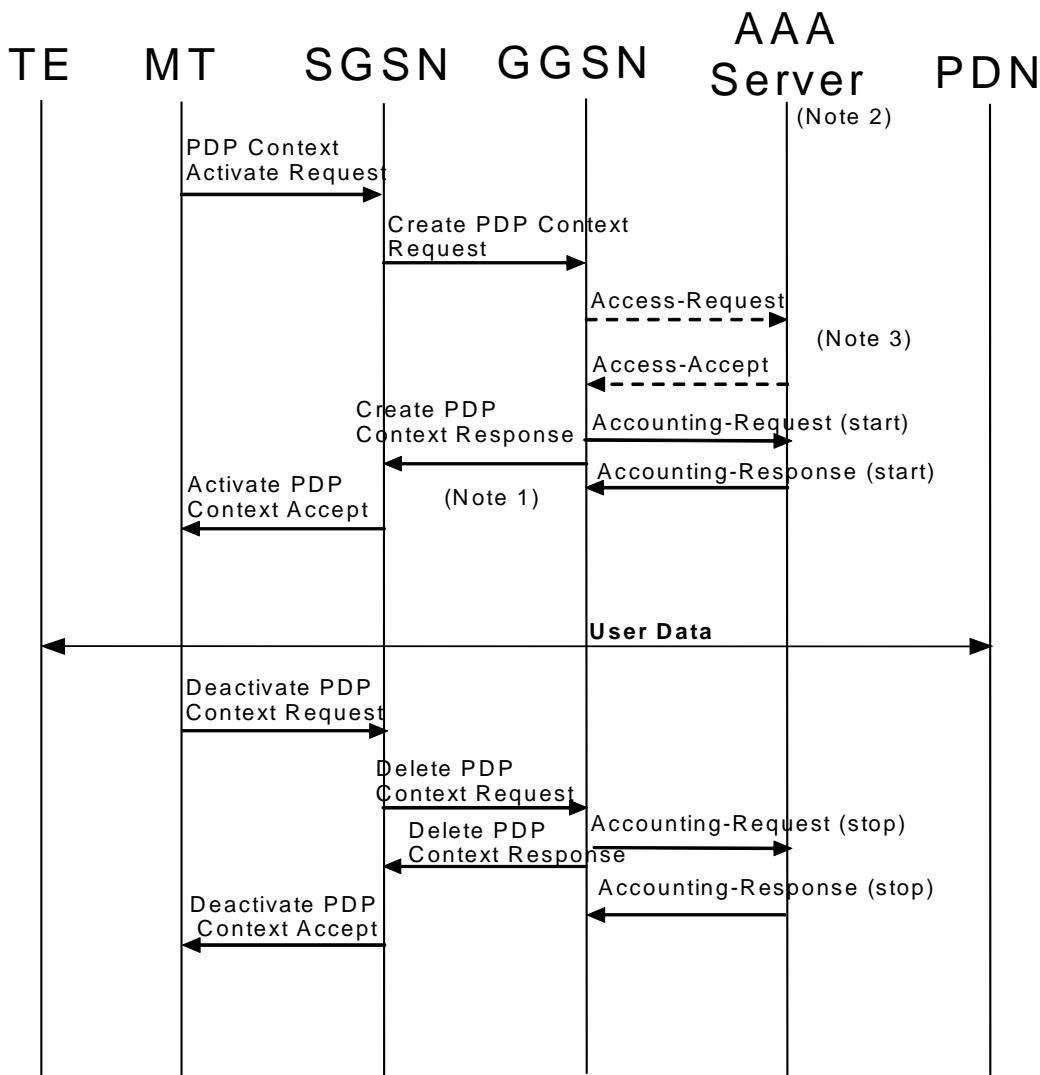 TE
MT
SGSN
GGSN
AAA
Server
PDN
(Note 2)
PDP Context
Activate Request
Create PDP Context
Request
Access-Request
(Note 3)
Access-Accept
Create PDP
Context Response
Accounting-Request (start)
Accounting-Response (start)
Activate PDP
Context Accept
(Note 1)
User Data
Deactivate PDP
Context Request
Delete PDP
Context Request
Accounting-Request (stop)
Delete PDP
Context Response
Accounting-Response (stop)
Deactivate PDP
Context Accept